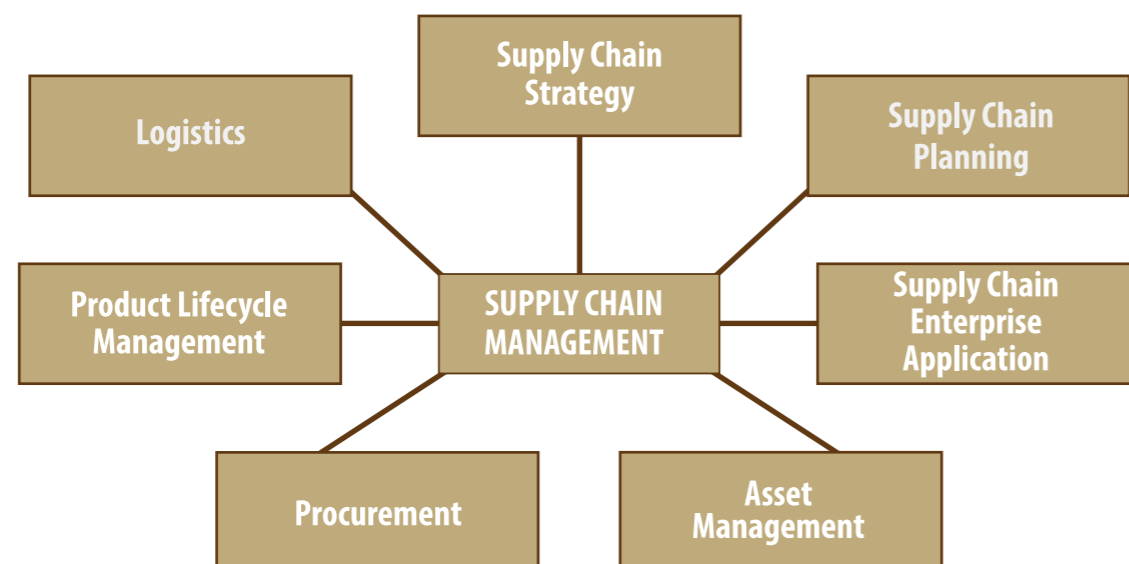 Supply Chain
Strategy
Logistics
Supply Chain
Planning
Product Lifecycle
Management
SUPPLY CHAIN
MANAGEMENT
Supply Chain
Enterprise
Application
Procurement
Asset
Management